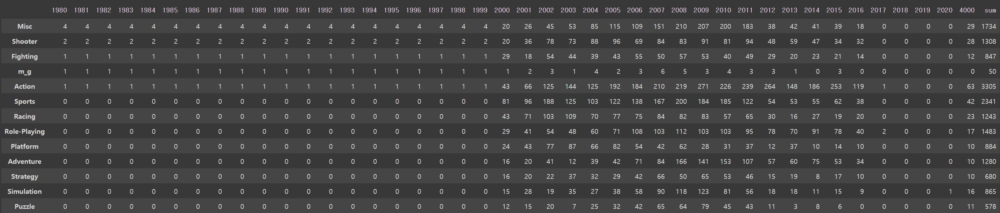 1980 1981 1982 1983 1984 1985 1986 1987 1988 1989 1990 1991 1992 1993 1994 1995 1996 1997 1998 1999 2000 2001 2002 2003 2004 2005 2006 2007 2008 2009 2010 2011 2012 2013 2014 2015 2016 2017 2018 2019 2020 4000 sum
Misc 4 4 4 4 4 4 4 4 4 4 4 4 4 4 4 4 4 4 4 4 20 26 45 53 85 115 109 151 210 207 200 183 38 42 41 39 18 0 0 0 0 29 1734
Shooter 2 2 2 2 2 2 2 2 2 2 2 2 2 2 2 2 2 2 2 2 20 36 78 73 88 96 69 84 83 91 81 94 48 59 47 34 32 0 0 0 0 28 1308
Fighting 1 1 1 1 1 1 1 1 1 1 1 1 1 1 1 1 1 1 1 1 29 18 54 44 39 43 55 50 57 53 40 49 29 20 23 21 14 0 0 0 0 12 847
m_g 1 1 1 1 1 1 1 1 1 1 1 1 1 1 1 1 1 1 1 1 1 2 3 1 4 2 3 6 5 3 4 3 3 1 0 3 0 0 0 0 0 0 50
Action 1 1 1 1 1 1 1 1 1 1 1 1 1 1 1 1 1 1 1 1 43 66 125 144 125 192 184 210 219 271 226 239 264 148 186 253 119 1 0 0 0 63 3305
Sports 0 0 0 0 0 0 0 0 0 0 0 0 0 0 0 0 0 0 0 0 81 96 188 125 103 122 138 167 200 184 185 122 54 53 55 62 38 0 0 0 0 42 2341
Racing 0 0 0 0 0 0 0 0 0 0 0 0 0 0 0 0 0 0 0 0 43 71 103 109 70 77 75 84 82 83 57 65 30 16 27 19 20 0 0 0 0 23 1243
Role-Playing 0 0 0 0 0 0 0 0 0 0 0 0 0 0 0 0 0 0 0 0 29 41 54 48 60 71 108 103 112 103 103 95 78 70 91 78 40 2 0 0 0 17 1483
Platform 0 0 0 0 0 0 0 0 0 0 0 0 0 0 0 0 0 0 0 0 24 43 77 87 66 82 54 42 62 28 31 37 12 37 10 14 10 0 0 0 0 10 884
Adventure 0 0 0 0 0 0 0 0 0 0 0 0 0 0 0 0 0 0 0 0 16 20 41 12 39 42 71 84 166 141 153 107 57 60 75 53 34 0 0 0 0 10 1280
Strategy 0 0 0 0 0 0 0 0 0 0 0 0 0 0 0 0 0 0 0 0 16 20 22 37 32 29 42 66 50 65 53 46 15 19 8 17 10 0 0 0 0 10 680
Simulation 0 0 0 0 0 0 0 0 0 0 0 0 0 0 0 0 0 0 0 0 15 28 19 35 27 38 58 90 118 123 81 56 18 18 11 15 9 0 0 0 1 16 865
Puzzle 0 0 0 0 0 0 0 0 0 0 0 0 0 0 0 0 0 0 0 0 12 15 20 7 25 32 42 65 64 79 45 43 11 3 8 6 0 0 0 0 0 11 578